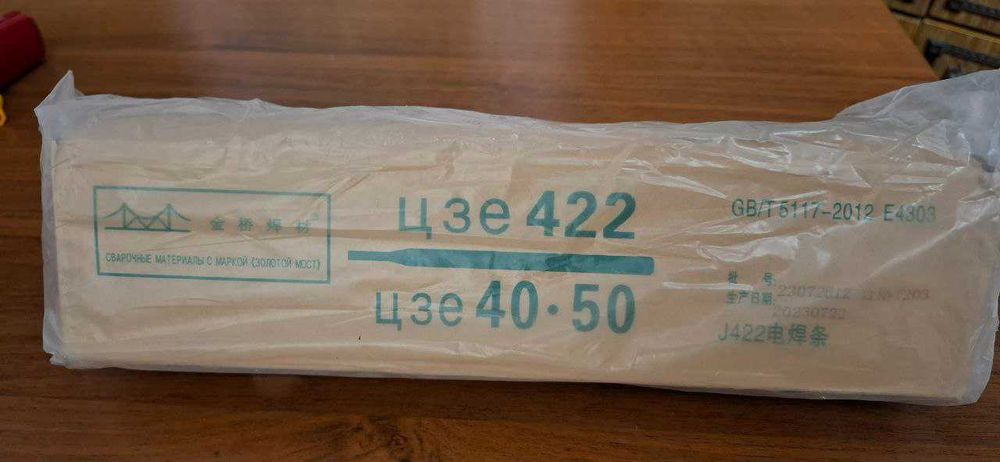 金桥焊材®
СВАРОЧНЫЕ МАТЕРИАЛЫ С МАРКОЙ (ЗОЛОТОЙ МОСТ)
цзе 422
цзе 40·50
GB/T 5117-2012 E4303
批号:
生产日期:
20230722
J422电焊条